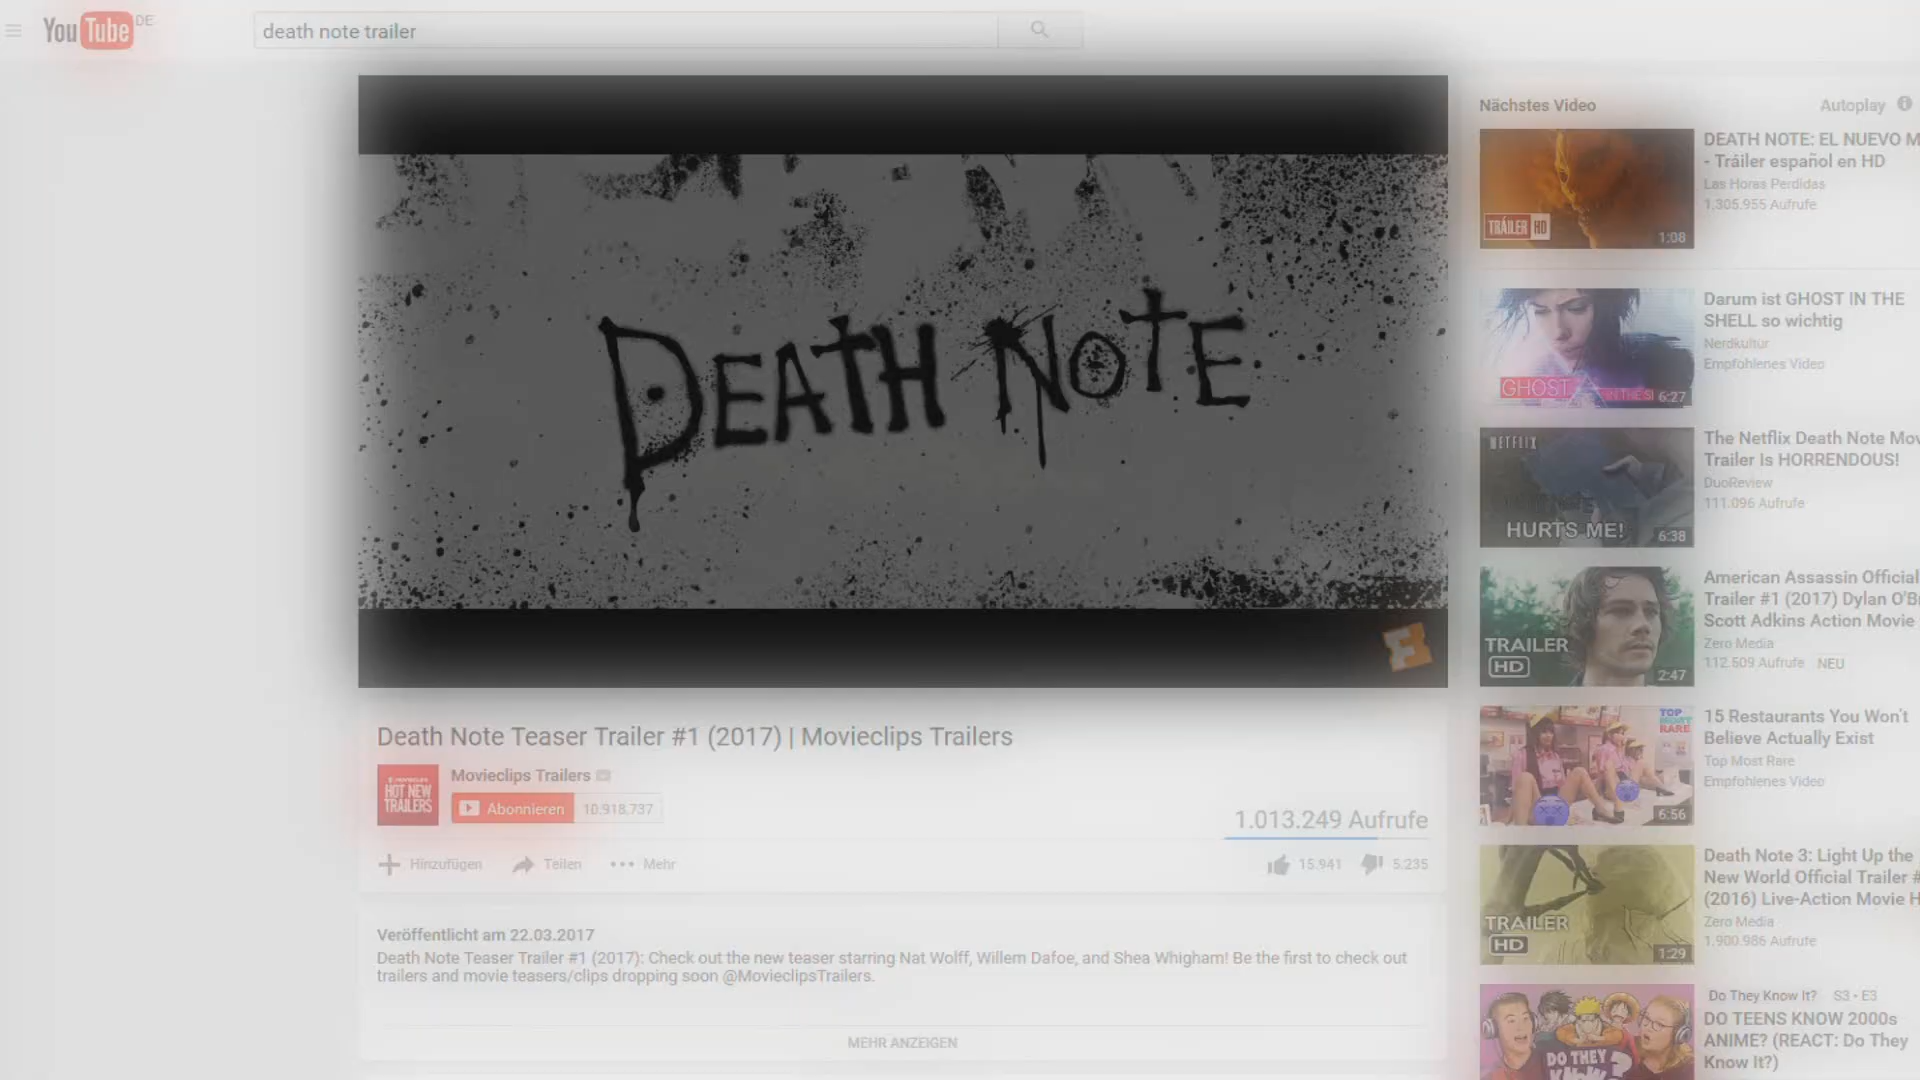 YouTube DE
death note trailer
DEATH NOTE
Death Note Teaser Trailer #1 (2017) | Movieclips Trailers
HOT NEW
TRAILERS
Movieclips Trailers
Abonnieren 10.918.737
1.013.249 Aufrufe
Hinzufügen Teilen Mehr
15.941 5.235
Veröffentlicht am 22.03.2017
Death Note Teaser Trailer #1 (2017): Check out the new teaser starring Nat Wolff, Willem Dafoe, and Shea Whigham! Be the first to check out
trailers and movie teasers/clips dropping soon @MovieclipsTrailers.
MEHR ANZEIGEN
Nächstes Video Autoplay
TRÁILER HD
1:08
DEATH NOTE: EL NUEVO M
- Tráiler español en HD
Las Horas Perdidas
1.305.955 Aufrufe
GHOST IN THE S
6:27
Darum ist GHOST IN THE
SHELL so wichtig
Nerdkultur
Empfohlenes Video
NETFLIX
HURTS ME!
6:38
The Netflix Death Note Mov
Trailer Is HORRENDOUS!
DuoReview
111.096 Aufrufe
TRAILER
HD
2:47
American Assassin Official
Trailer #1 (2017) Dylan O'B
Scott Adkins Action Movie
Zero Media
112.509 Aufrufe NEU
TOP
MOST
RARE
6:56
15 Restaurants You Won't
Believe Actually Exist
Top Most Rare
Empfohlenes Video
TRAILER
HD
1:29
Death Note 3: Light Up the
New World Official Trailer #
(2016) Live-Action Movie H
Zero Media
1.900.986 Aufrufe
DO THEY
KNOW ?
Do They Know It? S3 • E3
DO TEENS KNOW 2000s
ANIME? (REACT: Do They
Know It?)